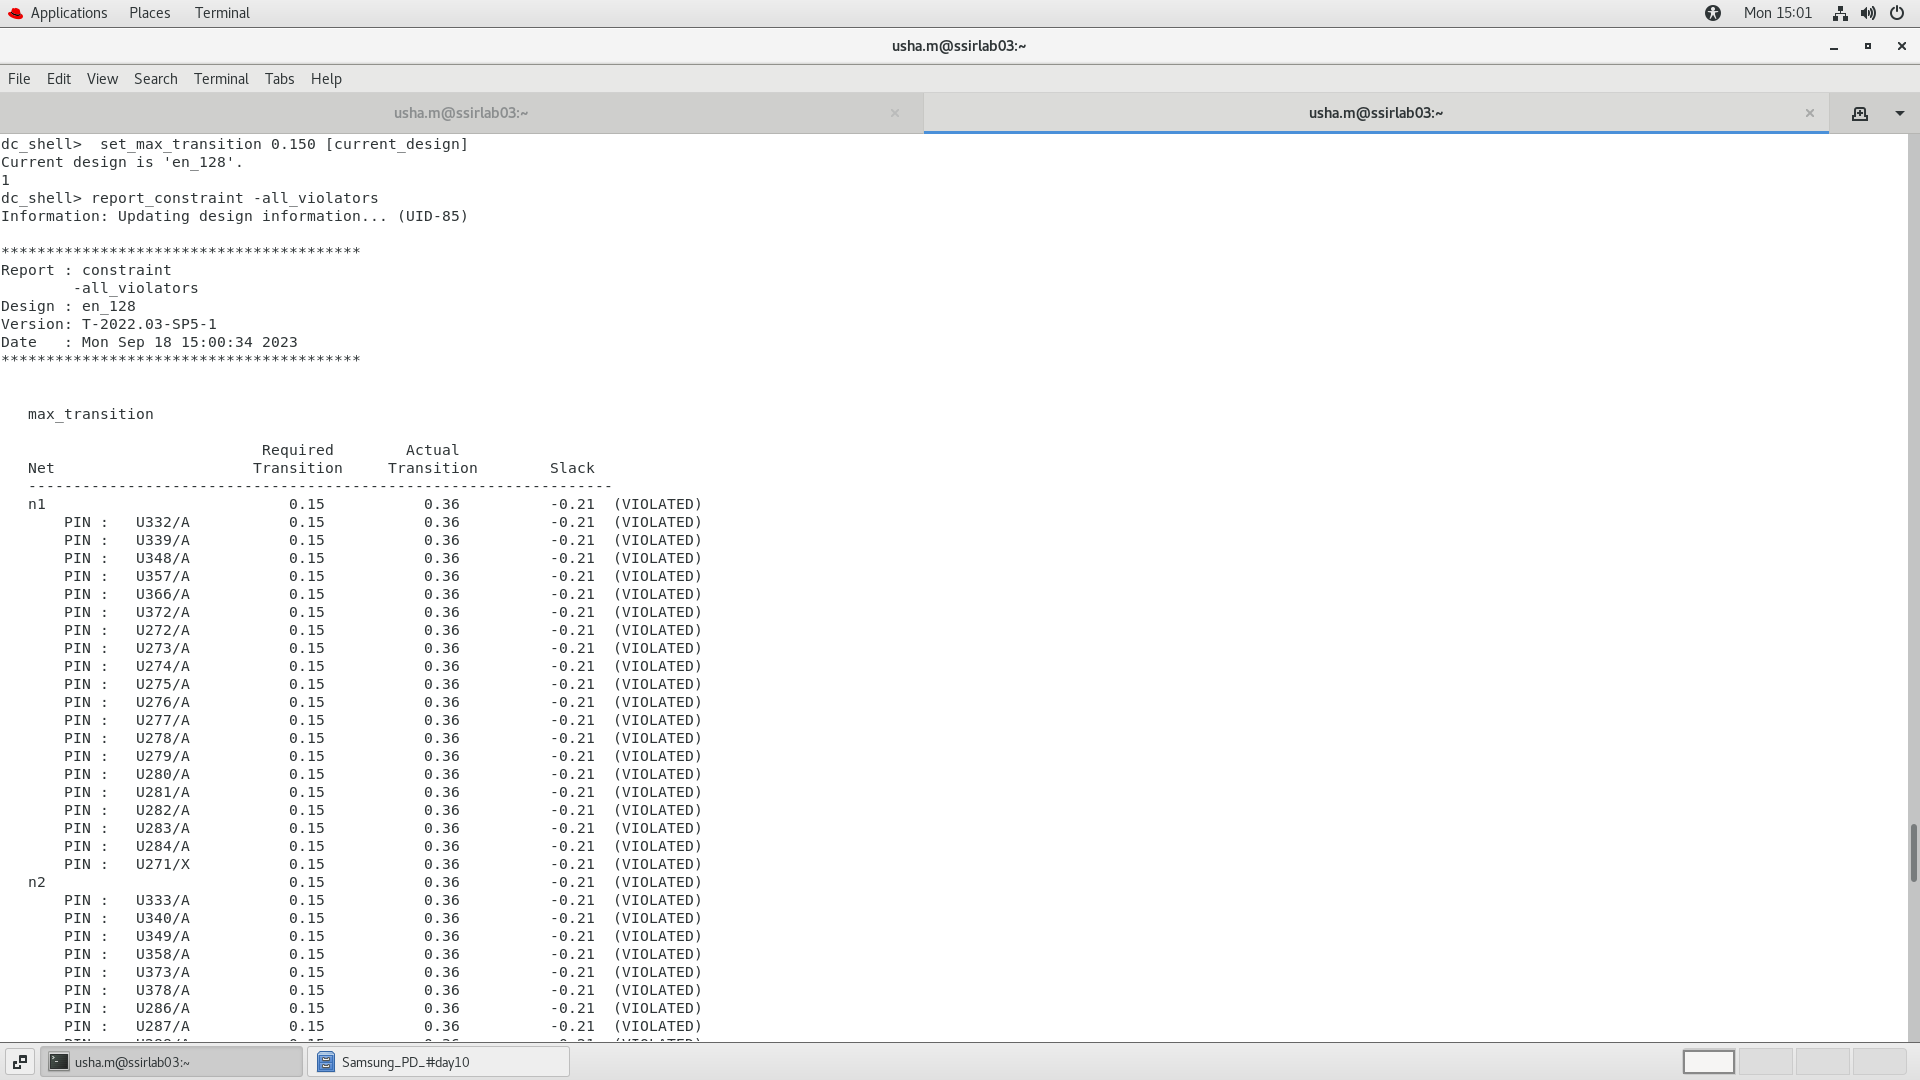 Applications Places Terminal Mon 15:01
usha.m@ssirlab03:~
File Edit View Search Terminal Tabs Help
usha.m@ssirlab03:~ usha.m@ssirlab03:~
dc_shell>  set_max_transition 0.150 [current_design]
Current design is 'en_128'.
1
dc_shell> report_constraint -all_violators
Information: Updating design information... (UID-85)
****************************************
Report : constraint
        -all_violators
Design : en_128
Version: T-2022.03-SP5-1
Date   : Mon Sep 18 15:00:34 2023
****************************************
   max_transition
                             Required        Actual
   Net                      Transition     Transition        Slack
   -----------------------------------------------------------------
   n1                           0.15           0.36          -0.21  (VIOLATED)
       PIN :   U332/A           0.15           0.36          -0.21  (VIOLATED)
       PIN :   U339/A           0.15           0.36          -0.21  (VIOLATED)
       PIN :   U348/A           0.15           0.36          -0.21  (VIOLATED)
       PIN :   U357/A           0.15           0.36          -0.21  (VIOLATED)
       PIN :   U366/A           0.15           0.36          -0.21  (VIOLATED)
       PIN :   U372/A           0.15           0.36          -0.21  (VIOLATED)
       PIN :   U272/A           0.15           0.36          -0.21  (VIOLATED)
       PIN :   U273/A           0.15           0.36          -0.21  (VIOLATED)
       PIN :   U274/A           0.15           0.36          -0.21  (VIOLATED)
       PIN :   U275/A           0.15           0.36          -0.21  (VIOLATED)
       PIN :   U276/A           0.15           0.36          -0.21  (VIOLATED)
       PIN :   U277/A           0.15           0.36          -0.21  (VIOLATED)
       PIN :   U278/A           0.15           0.36          -0.21  (VIOLATED)
       PIN :   U279/A           0.15           0.36          -0.21  (VIOLATED)
       PIN :   U280/A           0.15           0.36          -0.21  (VIOLATED)
       PIN :   U281/A           0.15           0.36          -0.21  (VIOLATED)
       PIN :   U282/A           0.15           0.36          -0.21  (VIOLATED)
       PIN :   U283/A           0.15           0.36          -0.21  (VIOLATED)
       PIN :   U284/A           0.15           0.36          -0.21  (VIOLATED)
       PIN :   U271/X           0.15           0.36          -0.21  (VIOLATED)
   n2                           0.15           0.36          -0.21  (VIOLATED)
       PIN :   U333/A           0.15           0.36          -0.21  (VIOLATED)
       PIN :   U340/A           0.15           0.36          -0.21  (VIOLATED)
       PIN :   U349/A           0.15           0.36          -0.21  (VIOLATED)
       PIN :   U358/A           0.15           0.36          -0.21  (VIOLATED)
       PIN :   U373/A           0.15           0.36          -0.21  (VIOLATED)
       PIN :   U378/A           0.15           0.36          -0.21  (VIOLATED)
       PIN :   U286/A           0.15           0.36          -0.21  (VIOLATED)
       PIN :   U287/A           0.15           0.36          -0.21  (VIOLATED)
usha.m@ssirlab03:~ Samsung_PD_#day10